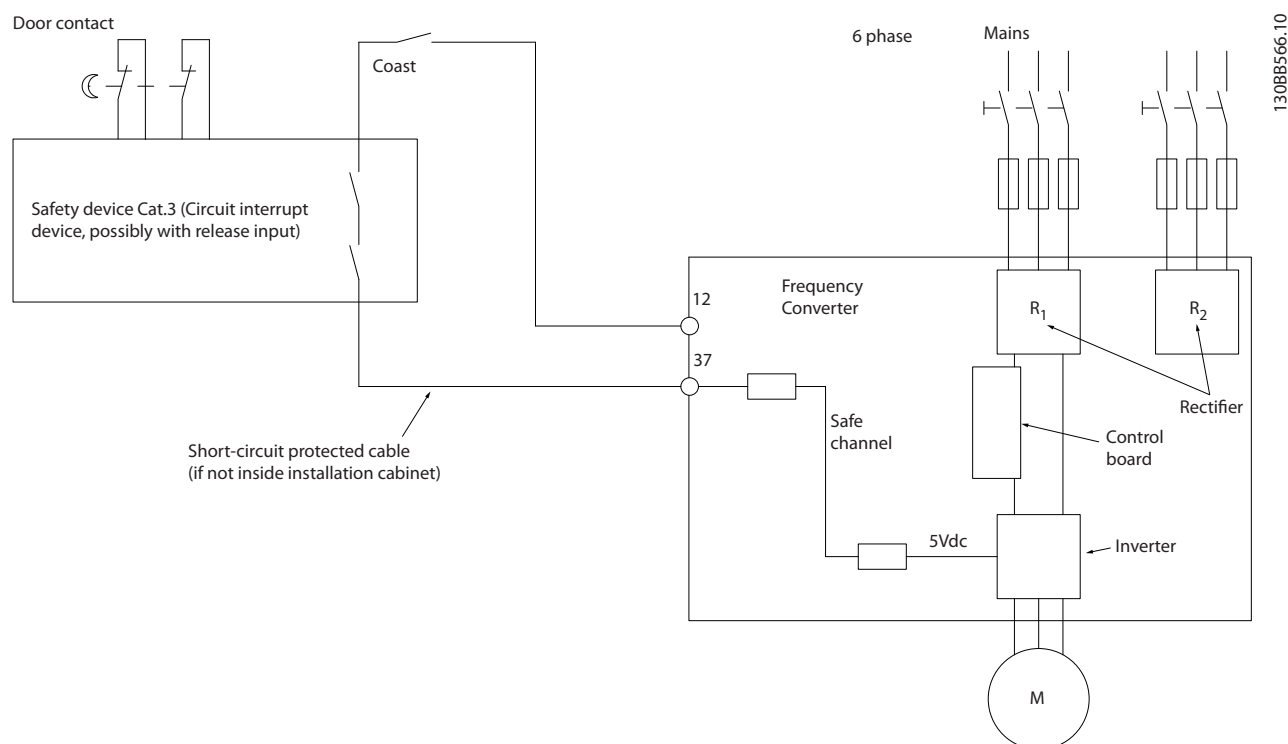 Door contact
Coast
6 phase
Mains
130BB566.10
Safety device Cat.3 (Circuit interrupt
device, possibly with release input)
12
37
Frequency
Converter
R1
R2
Rectifier
Safe
channel
Control
board
Short-circuit protected cable
(if not inside installation cabinet)
5Vdc
Inverter
M